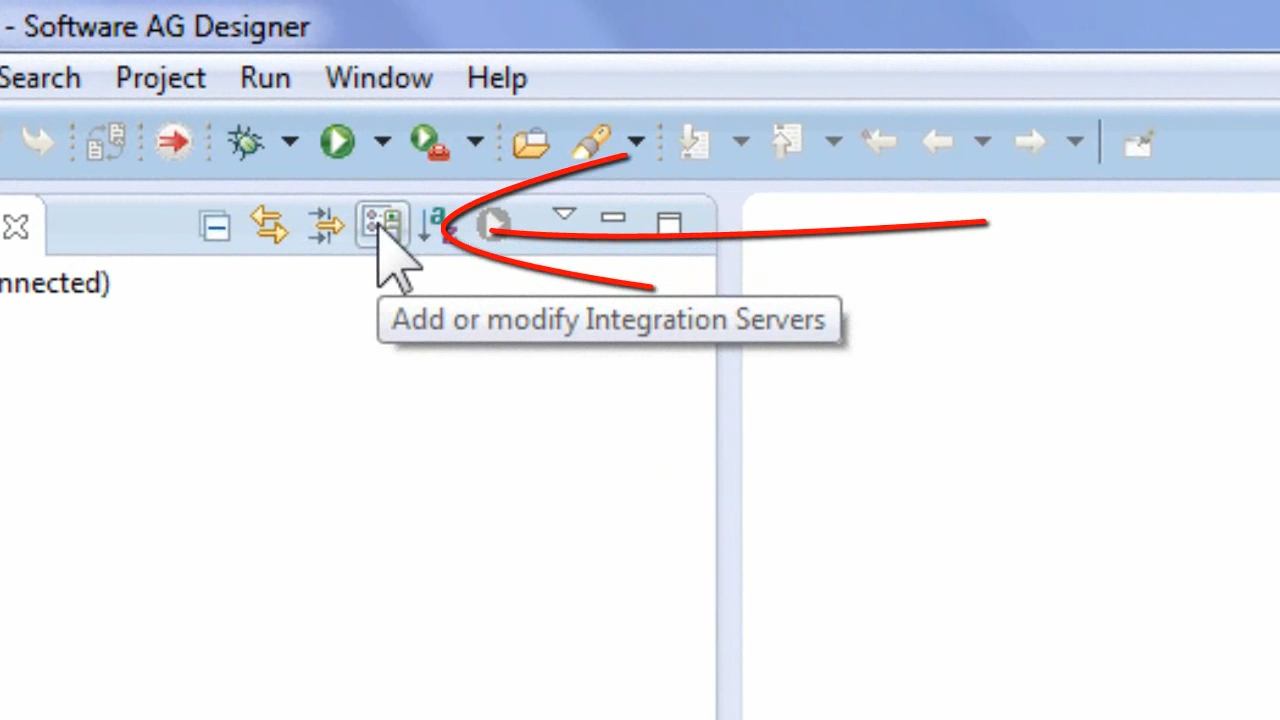 - Software AG Designer
Search Project Run Window Help
nnected)
Add or modify Integration Servers